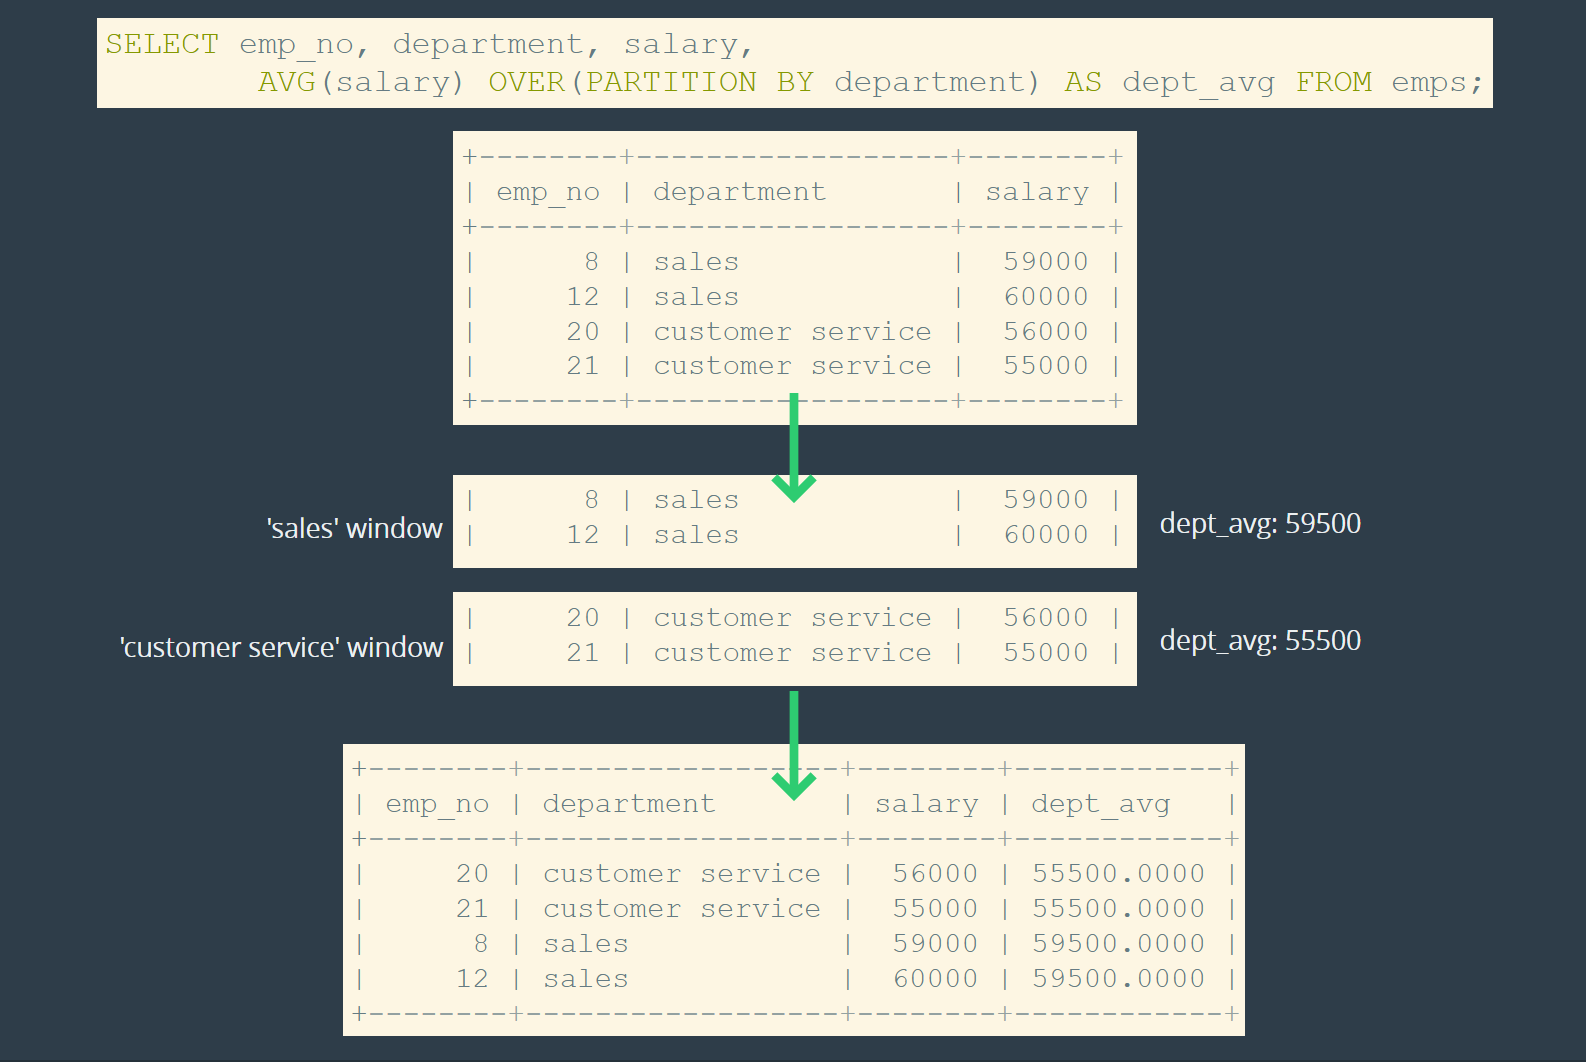 SELECT emp_no, department, salary,
AVG(salary) OVER(PARTITION BY department) AS dept_avg FROM emps;
+--------+------------------+--------+
| emp_no | department | salary |
+--------+------------------+--------+
| 8 | sales | 59000 |
| 12 | sales | 60000 |
| 20 | customer service | 56000 |
| 21 | customer service | 55000 |
+--------+------------------+--------+
'sales' window
| 8 | sales | 59000 |
| 12 | sales | 60000 |
dept_avg: 59500
'customer service' window
| 20 | customer service | 56000 |
| 21 | customer service | 55000 |
dept_avg: 55500
+--------+------------------+--------+------------+
| emp_no | department | salary | dept_avg |
+--------+------------------+--------+------------+
| 20 | customer service | 56000 | 55500.0000 |
| 21 | customer service | 55000 | 55500.0000 |
| 8 | sales | 59000 | 59500.0000 |
| 12 | sales | 60000 | 59500.0000 |
+--------+------------------+--------+------------+